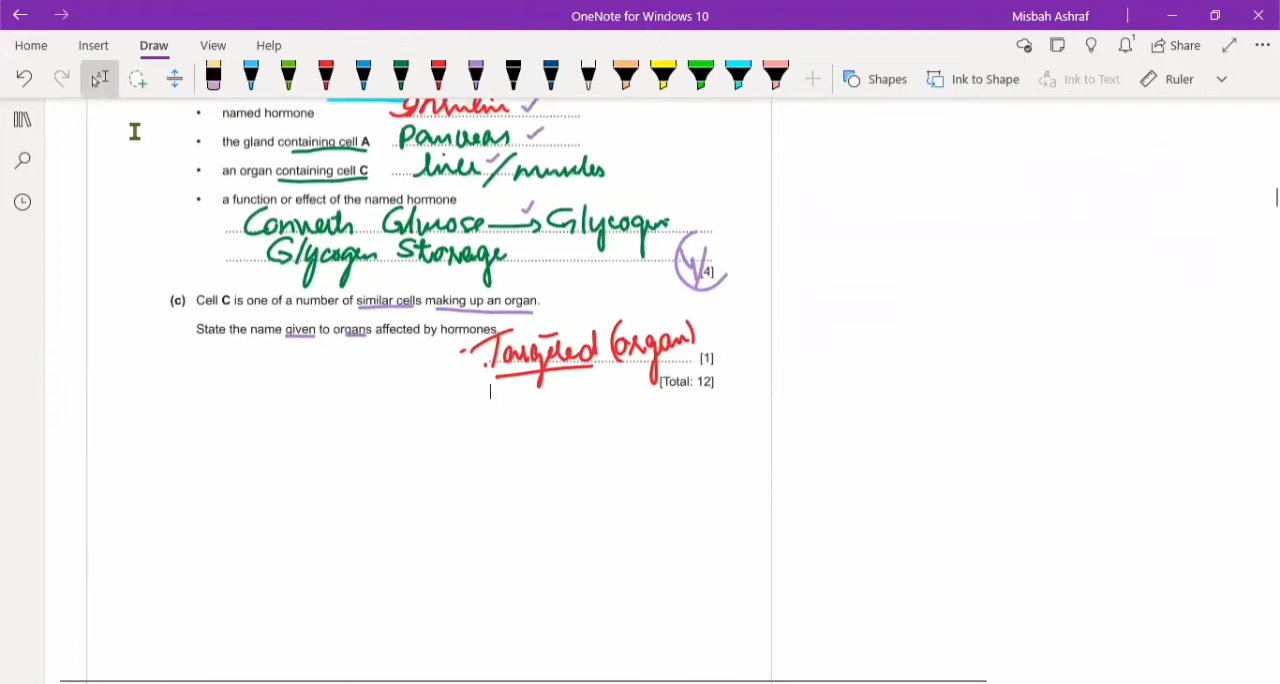 OneNote for Windows 10
Misbah Ashraf
Home Insert Draw View Help
Share
Shapes Ink to Shape Ink to Text Ruler
• named hormone
• the gland containing cell A Pancreas
• an organ containing cell C liver/muscles
• a function or effect of the named hormone
Converts Glucose → Glycogen
Glycogen Storage
[4]
(c) Cell C is one of a number of similar cells making up an organ.
State the name given to organs affected by hormones.
Targeted (organ)
[1]
[Total: 12]